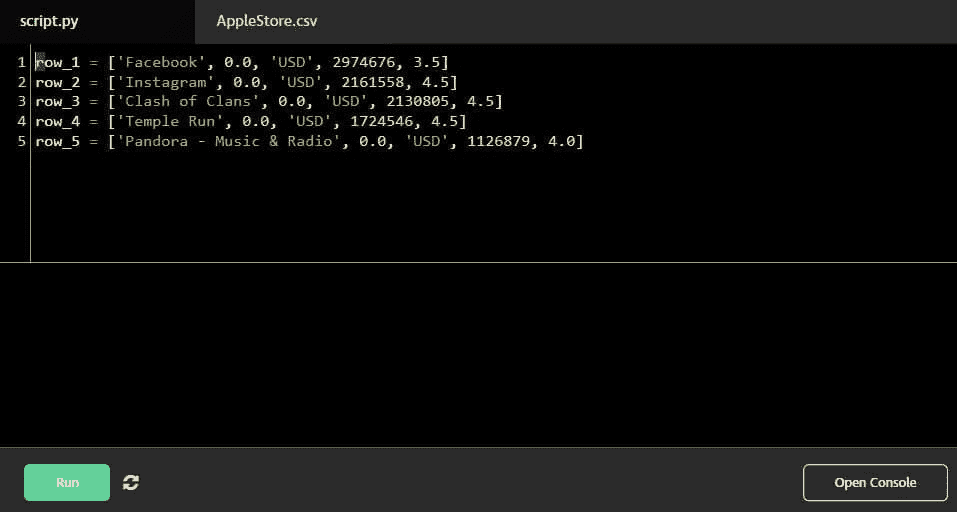 script.py AppleStore.csv
1 row_1 = ['Facebook', 0.0, 'USD', 2974676, 3.5]
2 row_2 = ['Instagram', 0.0, 'USD', 2161558, 4.5]
3 row_3 = ['Clash of Clans', 0.0, 'USD', 2130805, 4.5]
4 row_4 = ['Temple Run', 0.0, 'USD', 1724546, 4.5]
5 row_5 = ['Pandora - Music & Radio', 0.0, 'USD', 1126879, 4.0]
Run Open Console